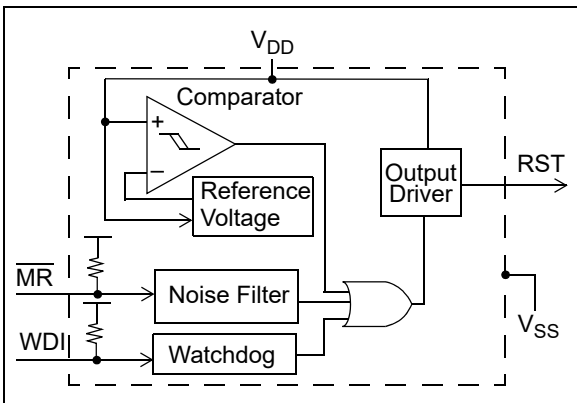 VDD
Comparator
+
–
Reference
Voltage
Output
Driver
RST
MR
Noise Filter
WDI
Watchdog
VSS